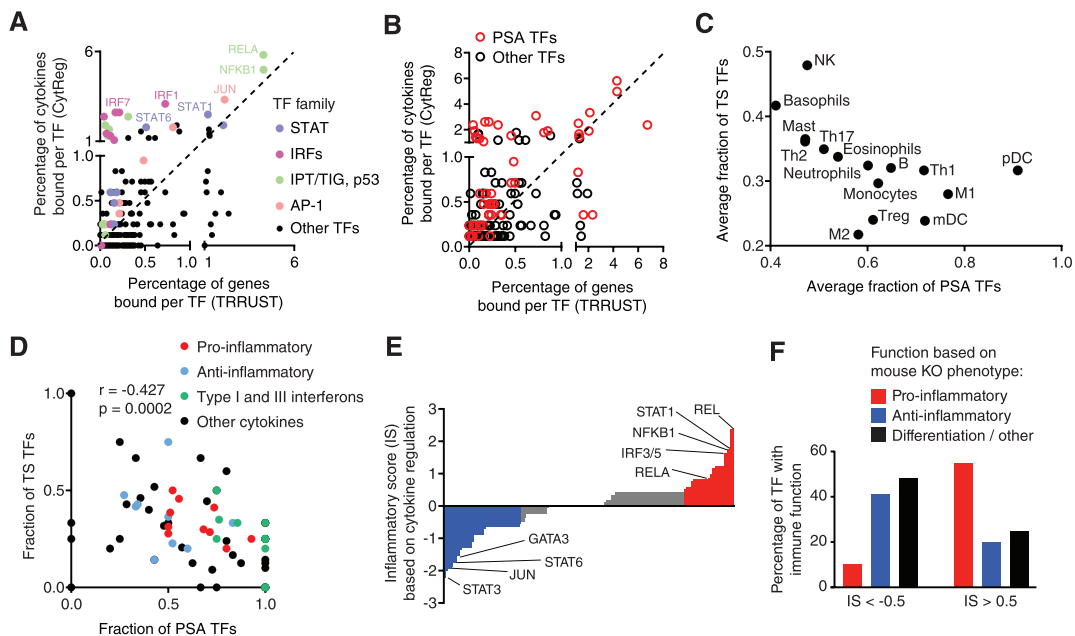 A
Percentage of cytokines
bound per TF (CytReg)
6
1
1.0
0.5
0.0
0.0 0.5 1.0 1 6
Percentage of genes
bound per TF (TRRUST)
RELA
NFKB1
JUN
IRF7
IRF1
STAT1
STAT6
TF family
STAT
IRFs
IPT/TIG, p53
AP-1
Other TFs
B
PSA TFs
Other TFs
Percentage of cytokines
bound per TF (CytReg)
8
6
4
2
1.0
0.5
0.0
0.0 0.5 1.0 2 4 6 8
Percentage of genes
bound per TF (TRRUST)
C
Average fraction of TS TFs
0.5
0.4
0.3
0.2
0.4 0.6 0.8 1.0
Average fraction of PSA TFs
NK
Basophils
Mast
Th17
Th2
Eosinophils
Neutrophils
B
Th1
pDC
Monocytes
M1
Treg
mDC
M2
D
Pro-inflammatory
Anti-inflammatory
Type I and III interferons
Other cytokines
r = -0.427
p = 0.0002
Fraction of TS TFs
1.0
0.5
0.0
0.0 0.5 1.0
Fraction of PSA TFs
E
Inflammatory score (IS)
based on cytokine regulation
3
2
1
0
-1
-2
-3
REL
STAT1
NFKB1
IRF3/5
RELA
GATA3
STAT6
JUN
STAT3
F
Function based on
mouse KO phenotype:
Pro-inflammatory
Anti-inflammatory
Differentiation / other
Percentage of TF with
immune function
60
40
20
0
IS < -0.5 IS > 0.5